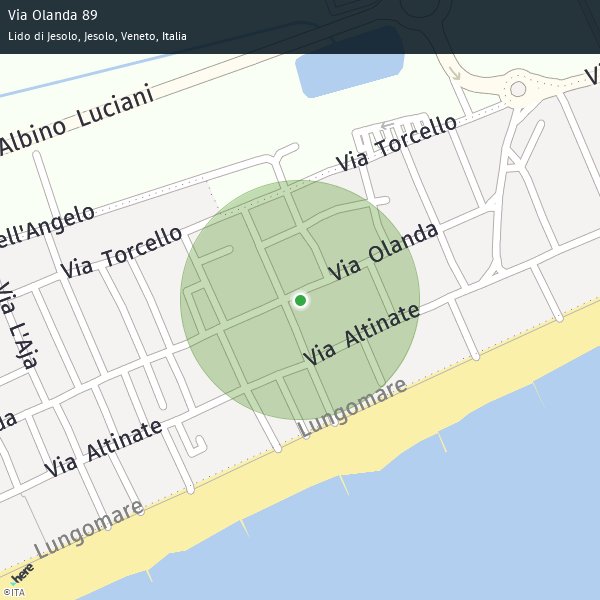 Via Olanda 89
Lido di Jesolo, Jesolo, Veneto, Italia
Albino Luciani
Vi
Via Torcello
ell'Angelo
Via Torcello
Via Olanda
Via L'Aja
Via Altinate
Lungomare
da
Via Altinate
Lungomare
here
©ITA